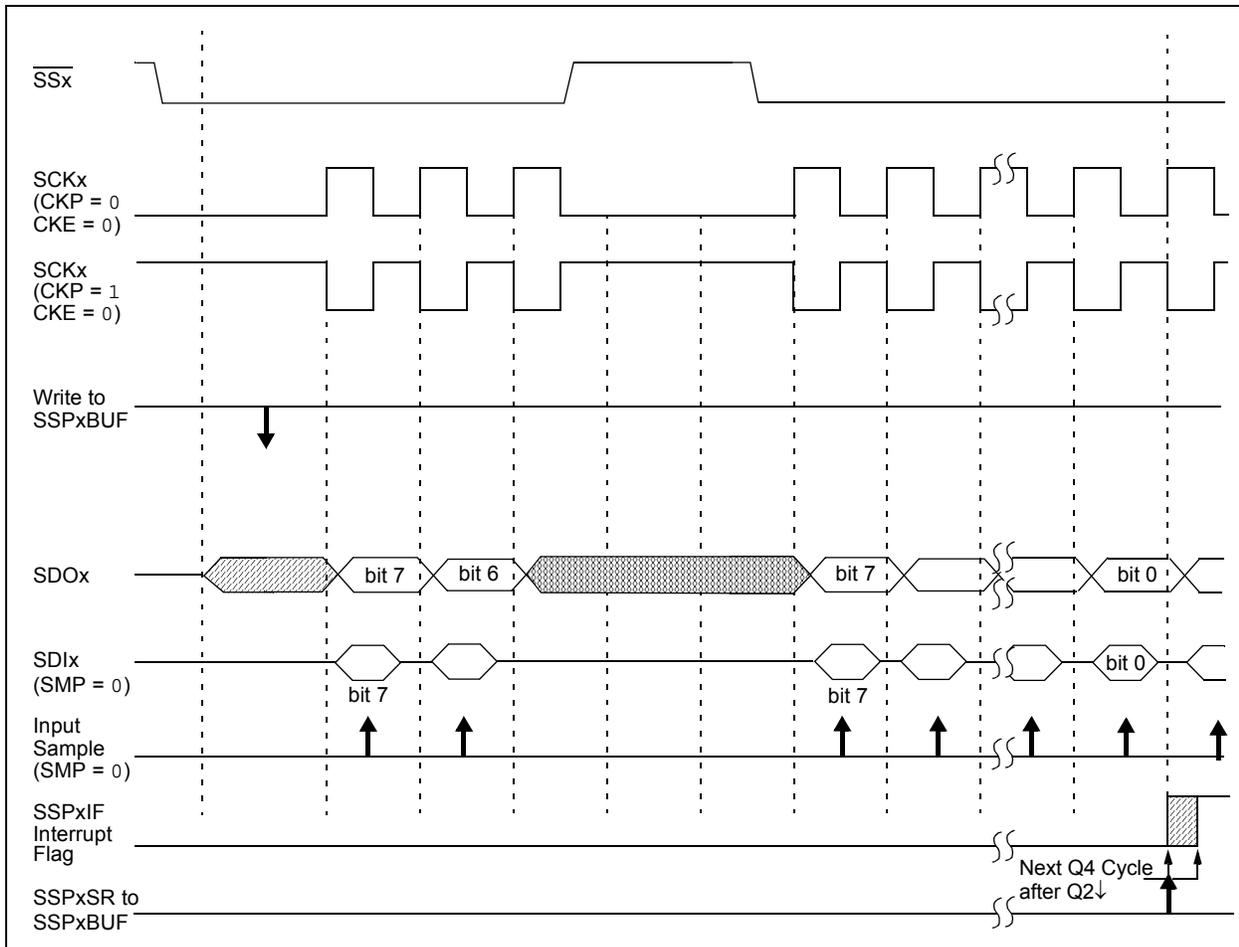 SSx
SCKx
(CKP = 0
CKE = 0)
SCKx
(CKP = 1
CKE = 0)
Write to
SSPxBUF
SDOx
bit 7
bit 6
bit 7
bit 0
SDIx
(SMP = 0)
bit 7
bit 7
bit 0
Input
Sample
(SMP = 0)
SSPxIF
Interrupt
Flag
Next Q4 Cycle
after Q2↓
SSPxSR to
SSPxBUF